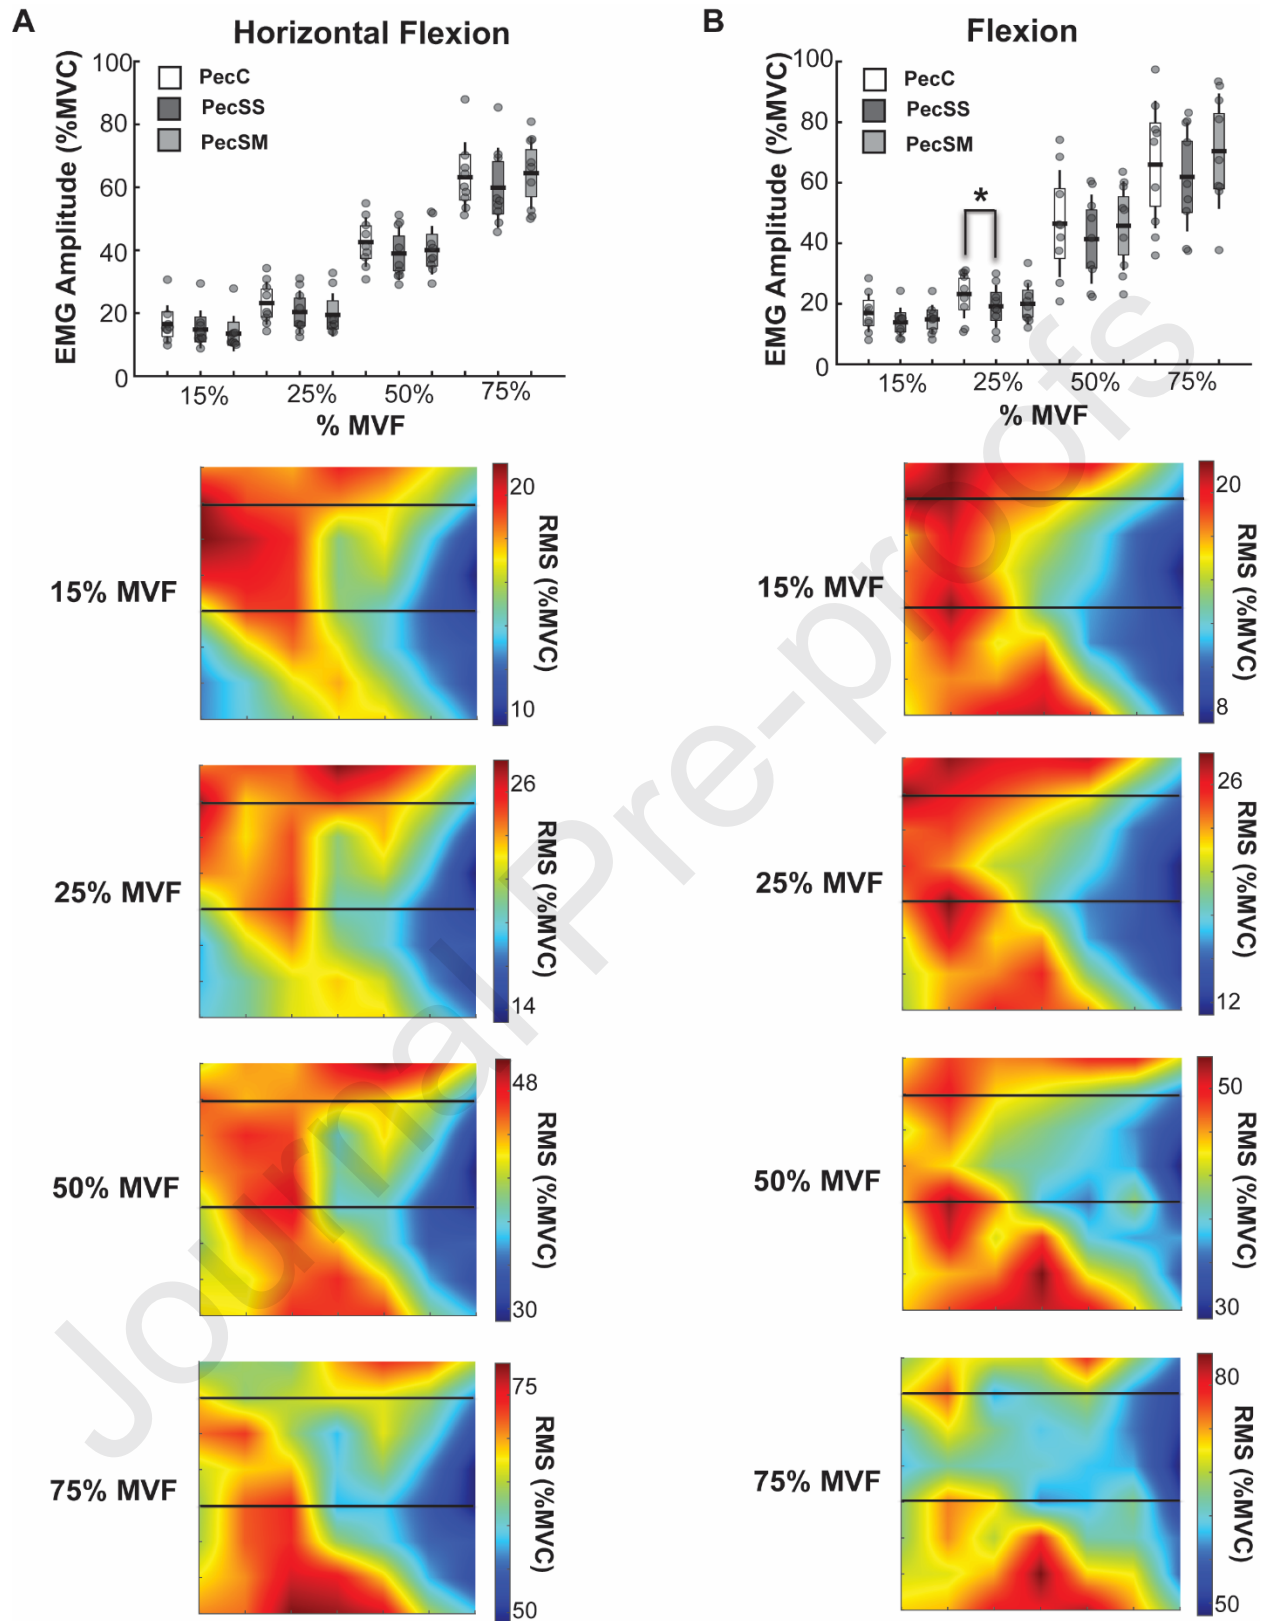 A
Horizontal Flexion
EMG Amplitude (%MVC)
100
80
60
40
20
0
PecC
PecSS
PecSM
15%
25%
50%
75%
% MVF
15% MVF
20
10
RMS (%MVC)
25% MVF
26
14
RMS (%MVC)
50% MVF
48
30
RMS (%MVC)
75% MVF
75
50
RMS (%MVC)
B
Flexion
EMG Amplitude (%MVC)
100
80
60
40
20
0
PecC
PecSS
PecSM
*
15%
25%
50%
75%
% MVF
15% MVF
20
8
RMS (%MVC)
25% MVF
26
12
RMS (%MVC)
50% MVF
50
30
RMS (%MVC)
75% MVF
80
50
RMS (%MVC)
Journal Pre-proofs